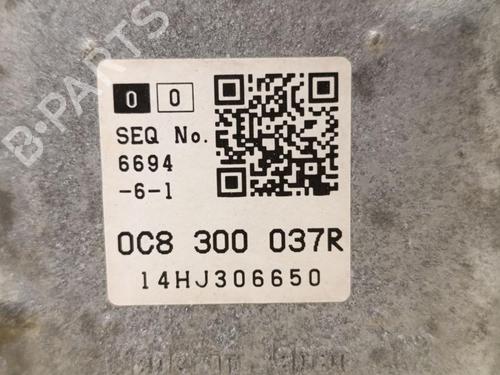 B-PARTS
0 0
SEQ No.
6694
-6-1
0C8 300 037R
14HJ306650